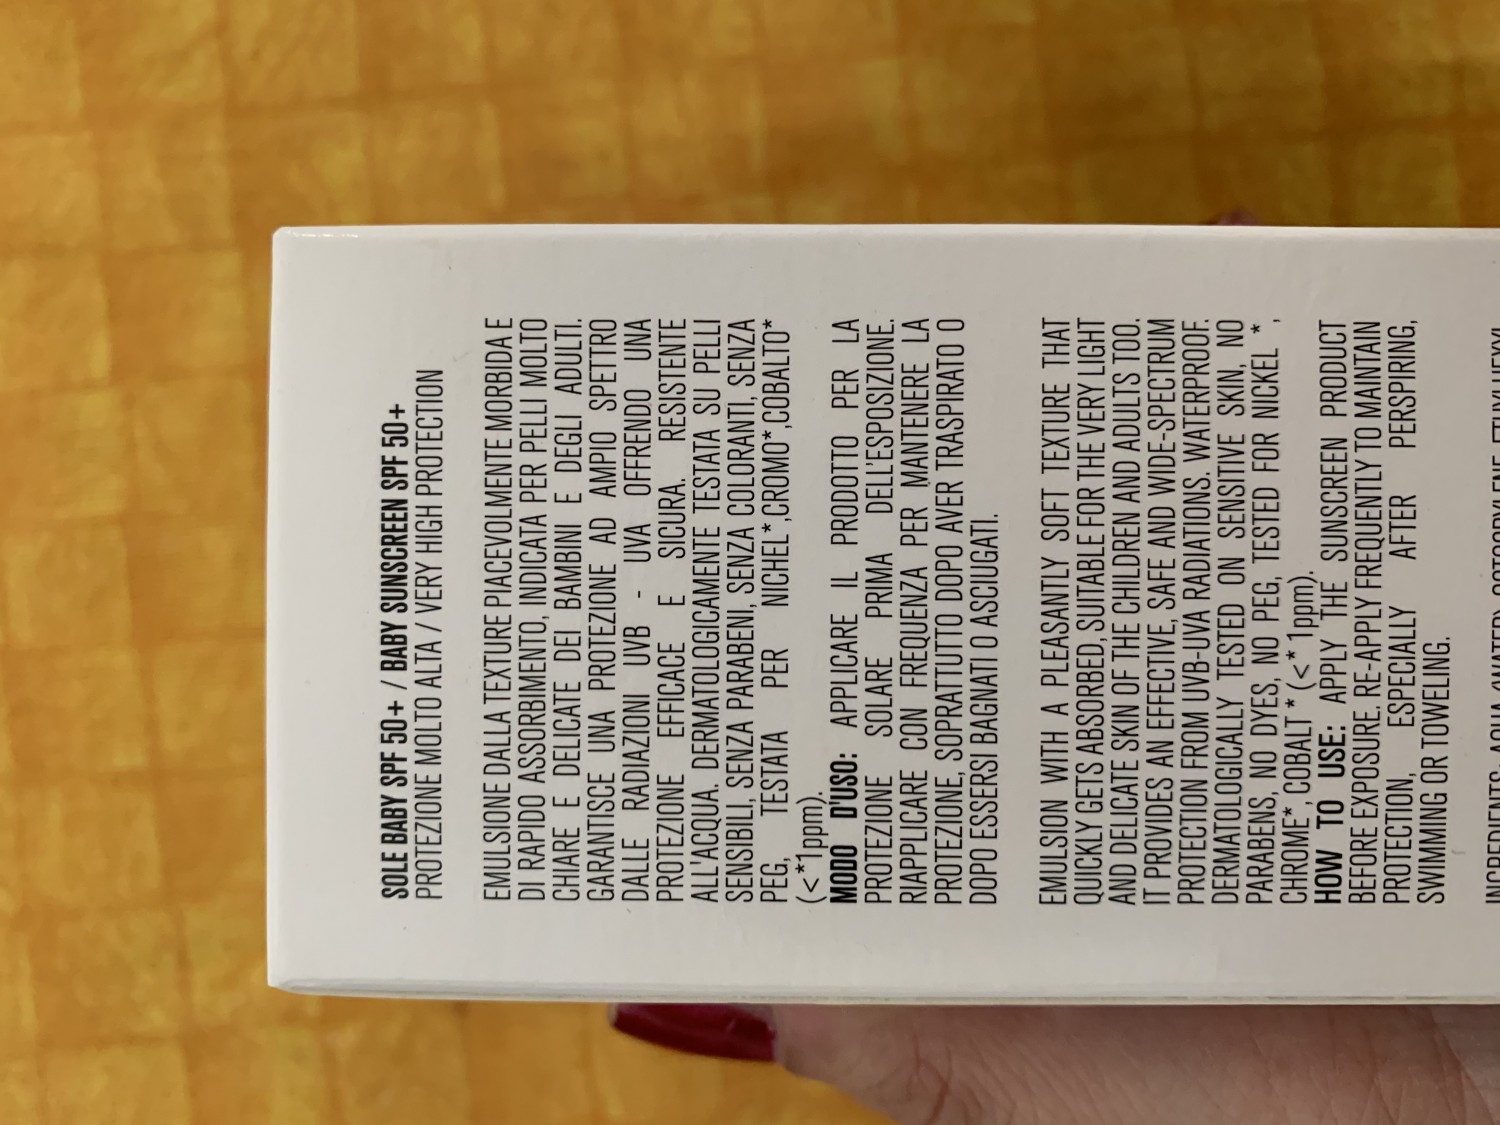 SOLE BABY SPF 50+ / BABY SUNSCREEN SPF 50+
PROTEZIONE MOLTO ALTA / VERY HIGH PROTECTION
EMULSIONE DALLA TEXTURE PIACEVOLMENTE MORBIDA E
DI RAPIDO ASSORBIMENTO, INDICATA PER PELLI MOLTO
CHIARE E DELICATE DEI BAMBINI E DEGLI ADULTI.
GARANTISCE UNA PROTEZIONE AD AMPIO SPETTRO
DALLE RADIAZIONI UVB - UVA OFFRENDO UNA
PROTEZIONE EFFICACE E SICURA. RESISTENTE
ALL'ACQUA. DERMATOLOGICAMENTE TESTATA SU PELLI
SENSIBILI, SENZA PARABENI, SENZA COLORANTI, SENZA
PEG, TESTATA PER NICHEL*,CROMO*,COBALTO*
(<*1ppm).
MODO D'USO: APPLICARE IL PRODOTTO PER LA
PROTEZIONE SOLARE PRIMA DELL'ESPOSIZIONE.
RIAPPLICARE CON FREQUENZA PER MANTENERE LA
PROTEZIONE, SOPRATTUTTO DOPO AVER TRASPIRATO O
DOPO ESSERSI BAGNATI O ASCIUGATI.
EMULSION WITH A PLEASANTLY SOFT TEXTURE THAT
QUICKLY GETS ABSORBED, SUITABLE FOR THE VERY LIGHT
AND DELICATE SKIN OF THE CHILDREN AND ADULTS TOO.
IT PROVIDES AN EFFECTIVE, SAFE AND WIDE-SPECTRUM
PROTECTION FROM UVB-UVA RADIATIONS. WATERPROOF.
DERMATOLOGICALLY TESTED ON SENSITIVE SKIN, NO
PARABENS, NO DYES, NO PEG, TESTED FOR NICKEL * ,
CHROME* , COBALT * (<* 1ppm).
HOW TO USE: APPLY THE SUNSCREEN PRODUCT
BEFORE EXPOSURE. RE-APPLY FREQUENTLY TO MAINTAIN
PROTECTION, ESPECIALLY AFTER PERSPIRING,
SWIMMING OR TOWELING.